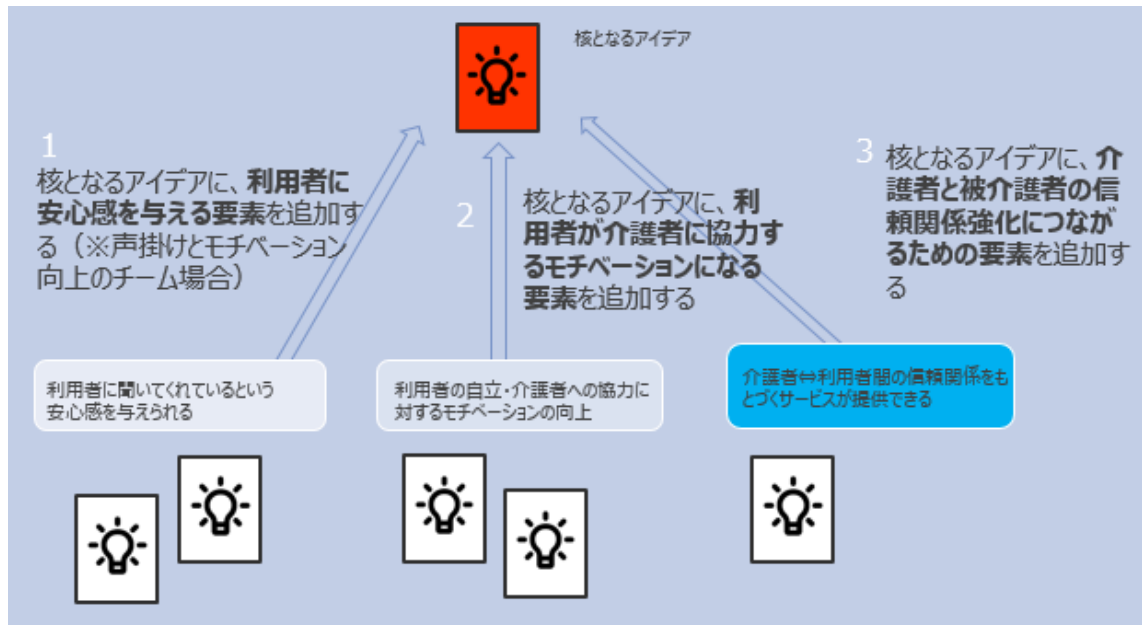 核となるアイデア
1
核となるアイデアに、利用者に
安心感を与える要素を追加す
る（※声掛けとモチベーション
向上のチーム場合）
2
核となるアイデアに、利
用者が介護者に協力す
るモチベーションになる
要素を追加する
3
核となるアイデアに、介
護者と被介護者の信
頼関係強化につなが
るための要素を追加す
る
利用者に聞いてくれているという
安心感を与えられる
利用者の自立・介護者への協力に
対するモチベーションの向上
介護者⇔利用者間の信頼関係をも
とづくサービスが提供できる